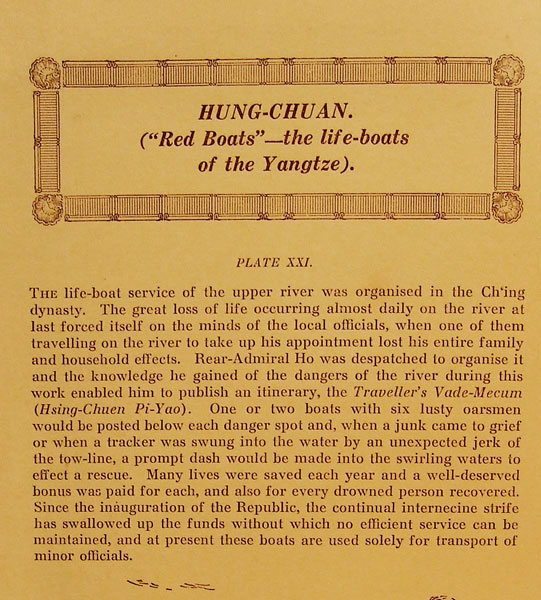 HUNG-CHUAN.
("Red Boats"—the life-boats
of the Yangtze).
PLATE XXI.
THE life-boat service of the upper river was organised in the Ch'ing
dynasty. The great loss of life occurring almost daily on the river at
last forced itself on the minds of the local officials, when one of them
travelling on the river to take up his appointment lost his entire family
and household effects. Rear-Admiral Ho was despatched to organise it
and the knowledge he gained of the dangers of the river during this
work enabled him to publish an itinerary, the Traveller's Vade-Mecum
(Hsing-Chuen Pi-Yao). One or two boats with six lusty oarsmen
would be posted below each danger spot and, when a junk came to grief
or when a tracker was swung into the water by an unexpected jerk of
the tow-line, a prompt dash would be made into the swirling waters to
effect a rescue. Many lives were saved each year and a well-deserved
bonus was paid for each, and also for every drowned person recovered.
Since the inauguration of the Republic, the continual internecine strife
has swallowed up the funds without which no efficient service can be
maintained, and at present these boats are used solely for transport of
minor officials.